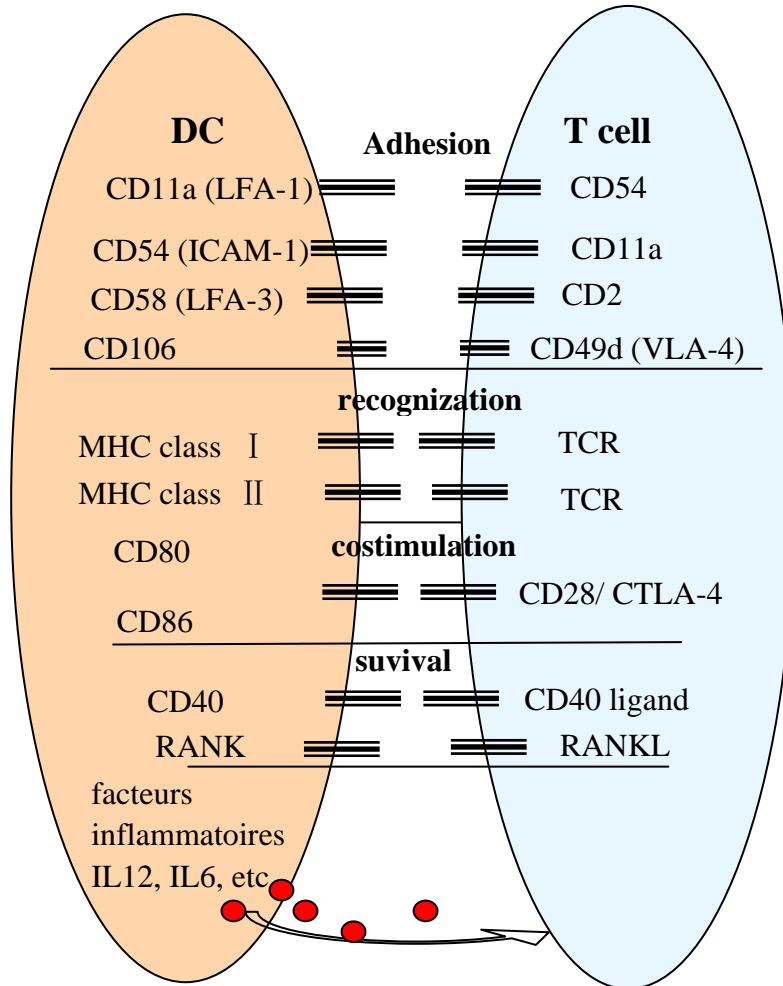 DC
Adhesion
T cell
CD11a (LFA-1)
CD54
CD54 (ICAM-1)
CD11a
CD58 (LFA-3)
CD2
CD106
CD49d (VLA-4)
recognization
MHC class Ⅰ
TCR
MHC class Ⅱ
TCR
costimulation
CD80
CD28/ CTLA-4
CD86
suvival
CD40
CD40 ligand
RANK
RANKL
facteurs
inflammatoires
IL12, IL6, etc